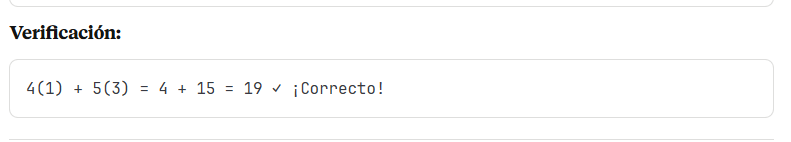 Verificación:
4(1) + 5(3) = 4 + 15 = 19 ✓ ¡Correcto!